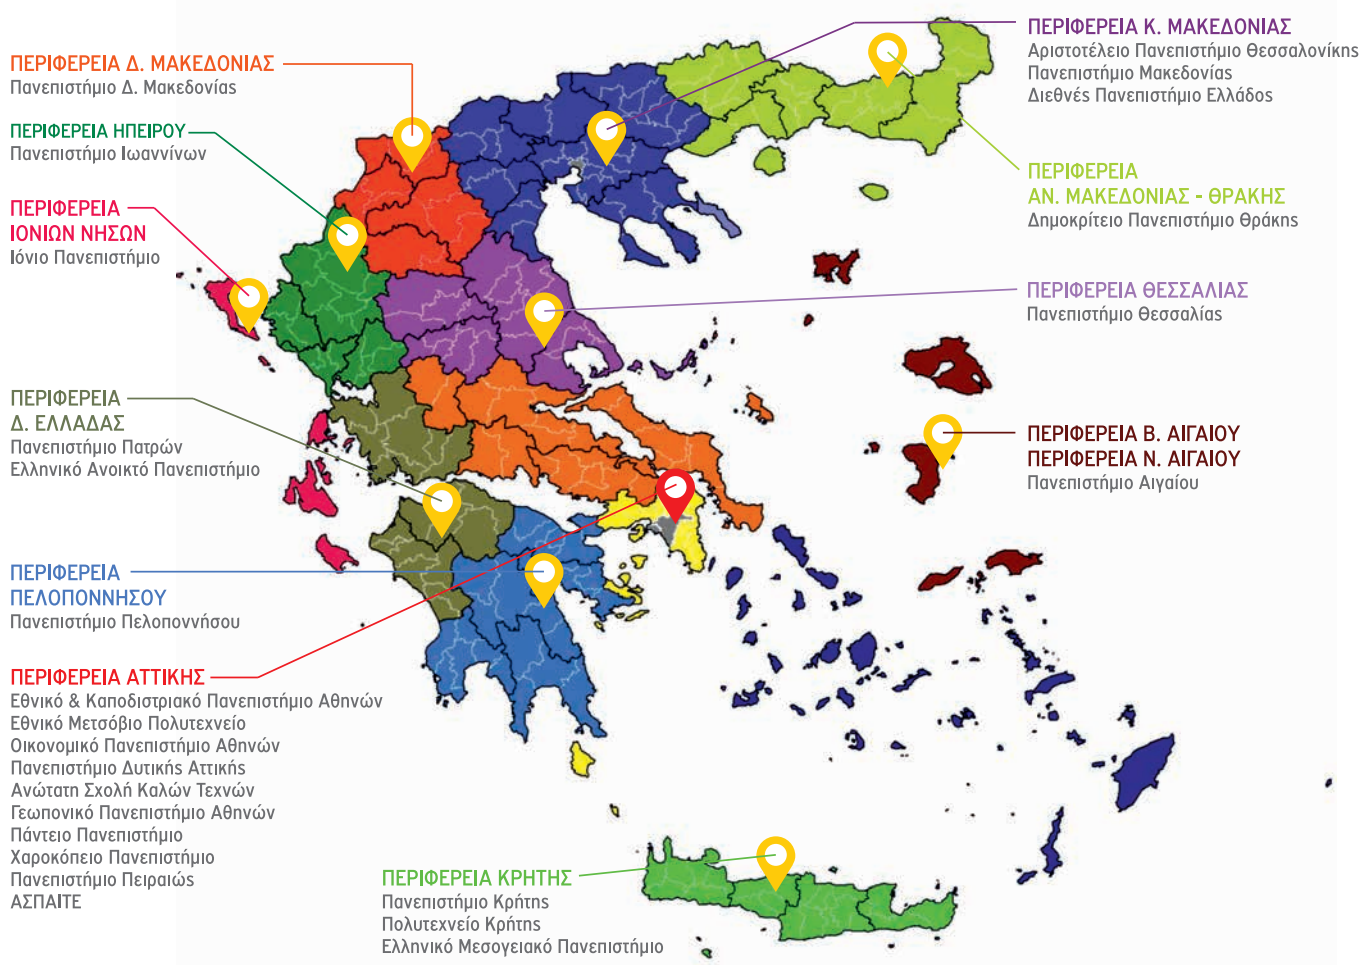 ΠΕΡΙΦΕΡΕΙΑ Δ. ΜΑΚΕΔΟΝΙΑΣ
Πανεπιστήμιο Δ. Μακεδονίας
ΠΕΡΙΦΕΡΕΙΑ ΗΠΕΙΡΟΥ
Πανεπιστήμιο Ιωαννίνων
ΠΕΡΙΦΕΡΕΙΑ
ΙΟΝΙΩΝ ΝΗΣΩΝ
Ιόνιο Πανεπιστήμιο
ΠΕΡΙΦΕΡΕΙΑ
Δ. ΕΛΛΑΔΑΣ
Πανεπιστήμιο Πατρών
Ελληνικό Ανοικτό Πανεπιστήμιο
ΠΕΡΙΦΕΡΕΙΑ
ΠΕΛΟΠΟΝΝΗΣΟΥ
Πανεπιστήμιο Πελοποννήσου
ΠΕΡΙΦΕΡΕΙΑ ΑΤΤΙΚΗΣ
Εθνικό & Καποδιστριακό Πανεπιστήμιο Αθηνών
Εθνικό Μετσόβιο Πολυτεχνείο
Οικονομικό Πανεπιστήμιο Αθηνών
Πανεπιστήμιο Δυτικής Αττικής
Ανώτατη Σχολή Καλών Τεχνών
Γεωπονικό Πανεπιστήμιο Αθηνών
Πάντειο Πανεπιστήμιο
Χαροκόπειο Πανεπιστήμιο
Πανεπιστήμιο Πειραιώς
ΑΣΠΑΙΤΕ
ΠΕΡΙΦΕΡΕΙΑ ΚΡΗΤΗΣ
Πανεπιστήμιο Κρήτης
Πολυτεχνείο Κρήτης
Ελληνικό Μεσογειακό Πανεπιστήμιο
ΠΕΡΙΦΕΡΕΙΑ Κ. ΜΑΚΕΔΟΝΙΑΣ
Αριστοτέλειο Πανεπιστήμιο Θεσσαλονίκης
Πανεπιστήμιο Μακεδονίας
Διεθνές Πανεπιστήμιο Ελλάδος
ΠΕΡΙΦΕΡΕΙΑ
ΑΝ. ΜΑΚΕΔΟΝΙΑΣ - ΘΡΑΚΗΣ
Δημοκρίτειο Πανεπιστήμιο Θράκης
ΠΕΡΙΦΕΡΕΙΑ ΘΕΣΣΑΛΙΑΣ
Πανεπιστήμιο Θεσσαλίας
ΠΕΡΙΦΕΡΕΙΑ Β. ΑΙΓΑΙΟΥ
ΠΕΡΙΦΕΡΕΙΑ Ν. ΑΙΓΑΙΟΥ
Πανεπιστήμιο Αιγαίου